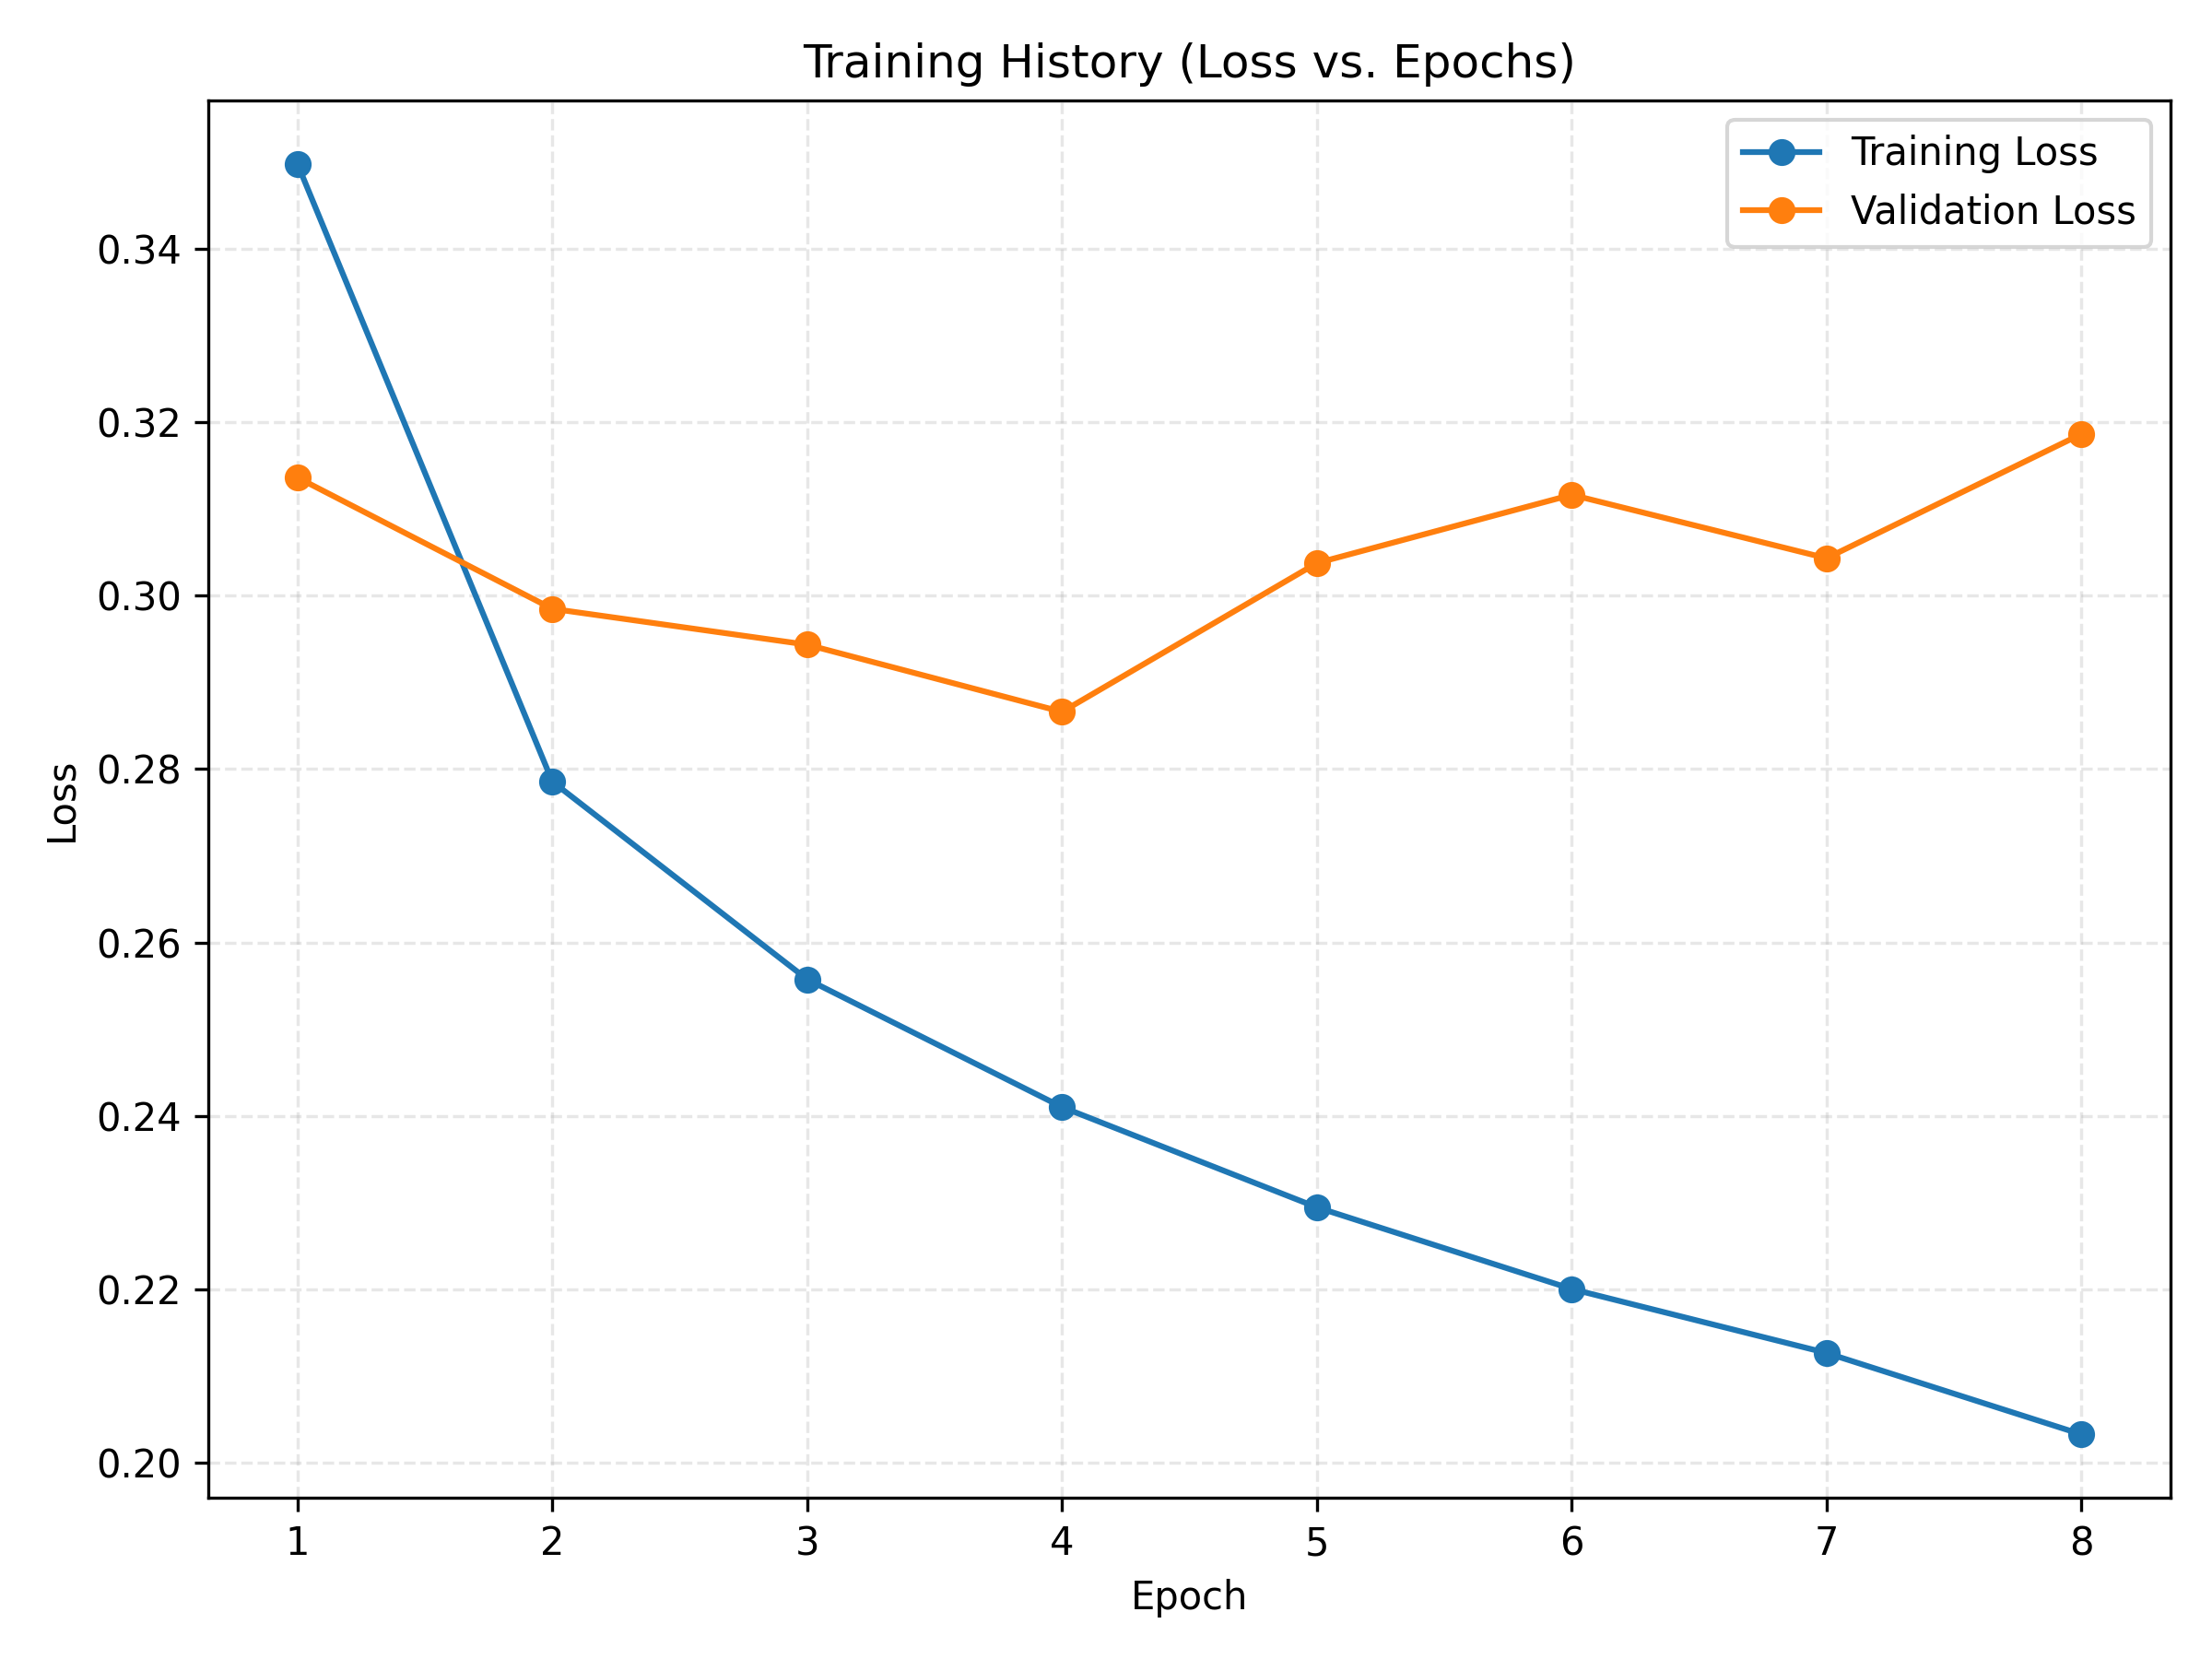 Training History (Loss vs. Epochs)
Training Loss
Validation Loss
0.34
0.32
0.30
0.28
0.26
0.24
0.22
0.20
Loss
1 2 3 4 5 6 7 8
Epoch